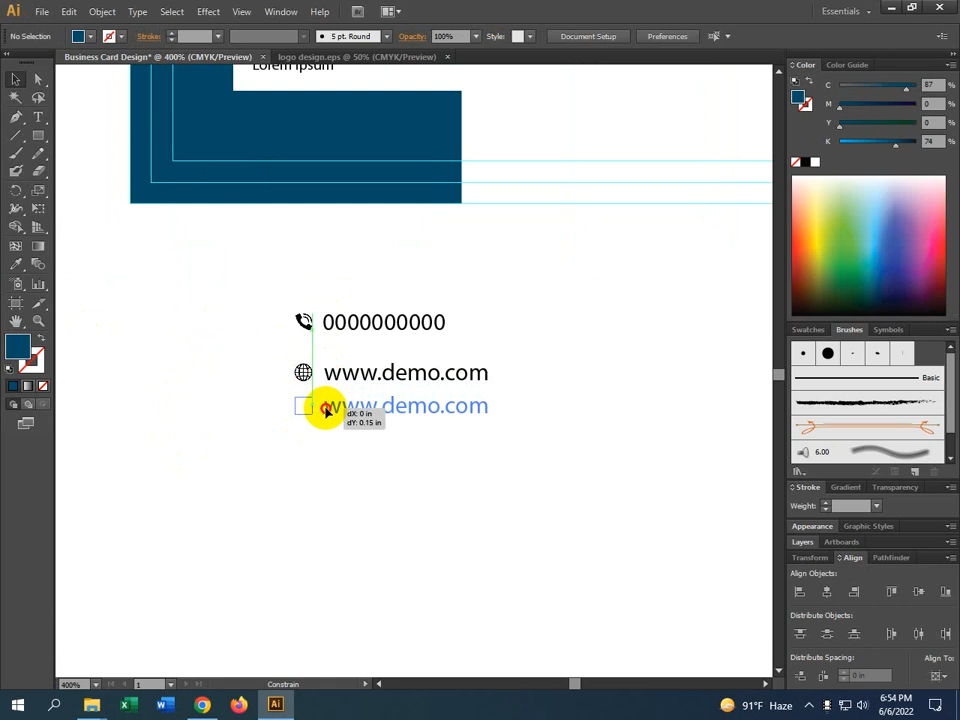 Ai File Edit Object Type Select Effect View Window Help Br Essentials
No Selection Stroke: 5 pt. Round Opacity: 100% Style: Document Setup Preferences
Business Card Design* @ 400% (CMYK/Preview) × logo design.eps @ 50% (CMYK/Preview) ×
Lorem Ipsum
0000000000
www.demo.com
www.demo.com
dX: 0 in
dY: 0.15 in
Color Color Guide
C 87 %
M 0 %
Y 0 %
K 74 %
Swatches Brushes Symbols
Basic
6.00
Stroke Gradient Transparency
Weight:
Appearance Graphic Styles
Layers Artboards
Transform Align Pathfinder
Align Objects:
Distribute Objects:
Distribute Spacing: Align To:
0 in
400% 1 Constrain
91°F Haze
6:54 PM
6/6/2022